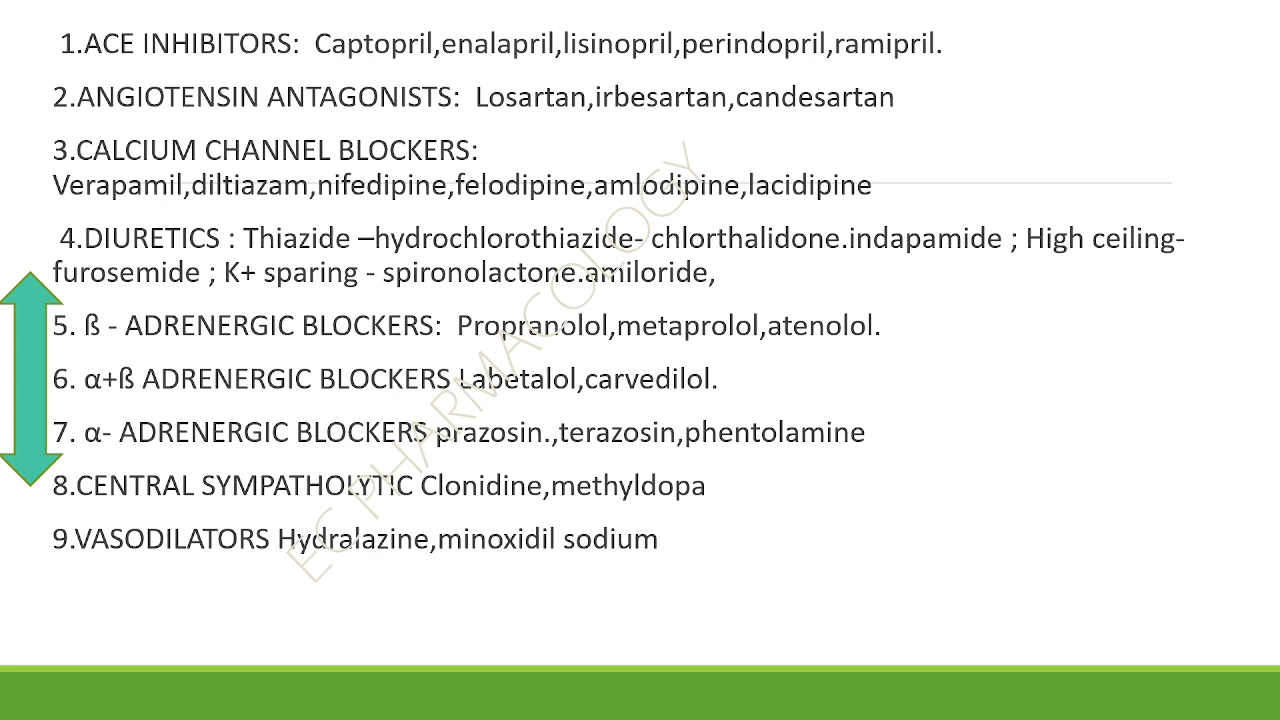 1.ACE INHIBITORS: Captopril,enalapril,lisinopril,perindopril,ramipril.
2.ANGIOTENSIN ANTAGONISTS: Losartan,irbesartan,candesartan
3.CALCIUM CHANNEL BLOCKERS:
Verapamil,diltiazam,nifedipine,felodipine,amlodipine,lacidipine
4.DIURETICS : Thiazide –hydrochlorothiazide- chlorthalidone.indapamide ; High ceiling-
furosemide ; K+ sparing - spironolactone.amiloride,
5. ß - ADRENERGIC BLOCKERS: Propranolol,metaprolol,atenolol.
6. α+ß ADRENERGIC BLOCKERS Labetalol,carvedilol.
7. α- ADRENERGIC BLOCKERS prazosin.,terazosin,phentolamine
8.CENTRAL SYMPATHOLYTIC Clonidine,methyldopa
9.VASODILATORS Hydralazine,minoxidil sodium
EC PHARMACOLOGY